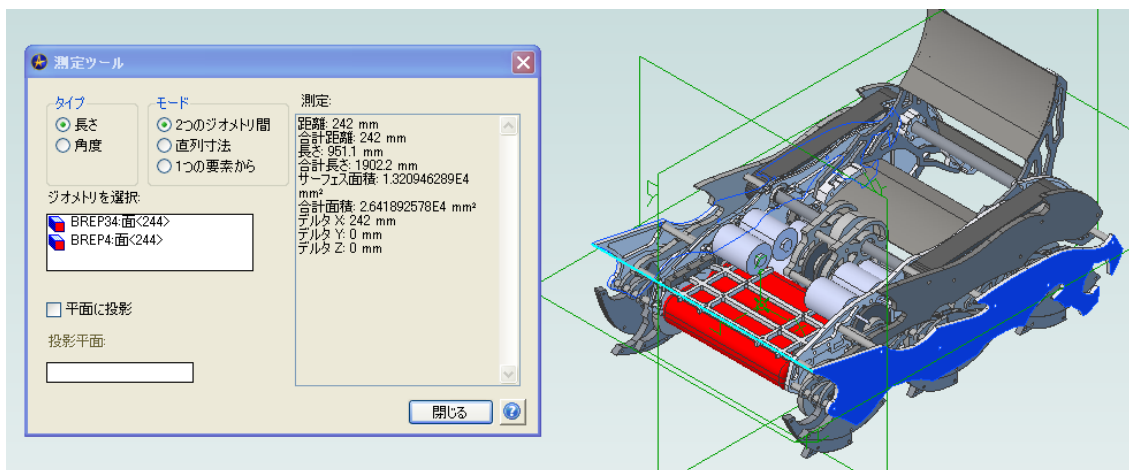 測定ツール
タイプ
長さ
角度
モード
2つのジオメトリ間
直列寸法
1つの要素から
ジオメトリを選択:
BREP34:面<244>
BREP4:面<244>
平面に投影
投影平面:
測定:
距離: 242 mm
合計距離: 242 mm
長さ: 951.1 mm
合計長さ: 1902.2 mm
サーフェス面積: 1.320946289E4
mm²
合計面積: 2.641892578E4 mm²
デルタ X: 242 mm
デルタ Y: 0 mm
デルタ Z: 0 mm
閉じる